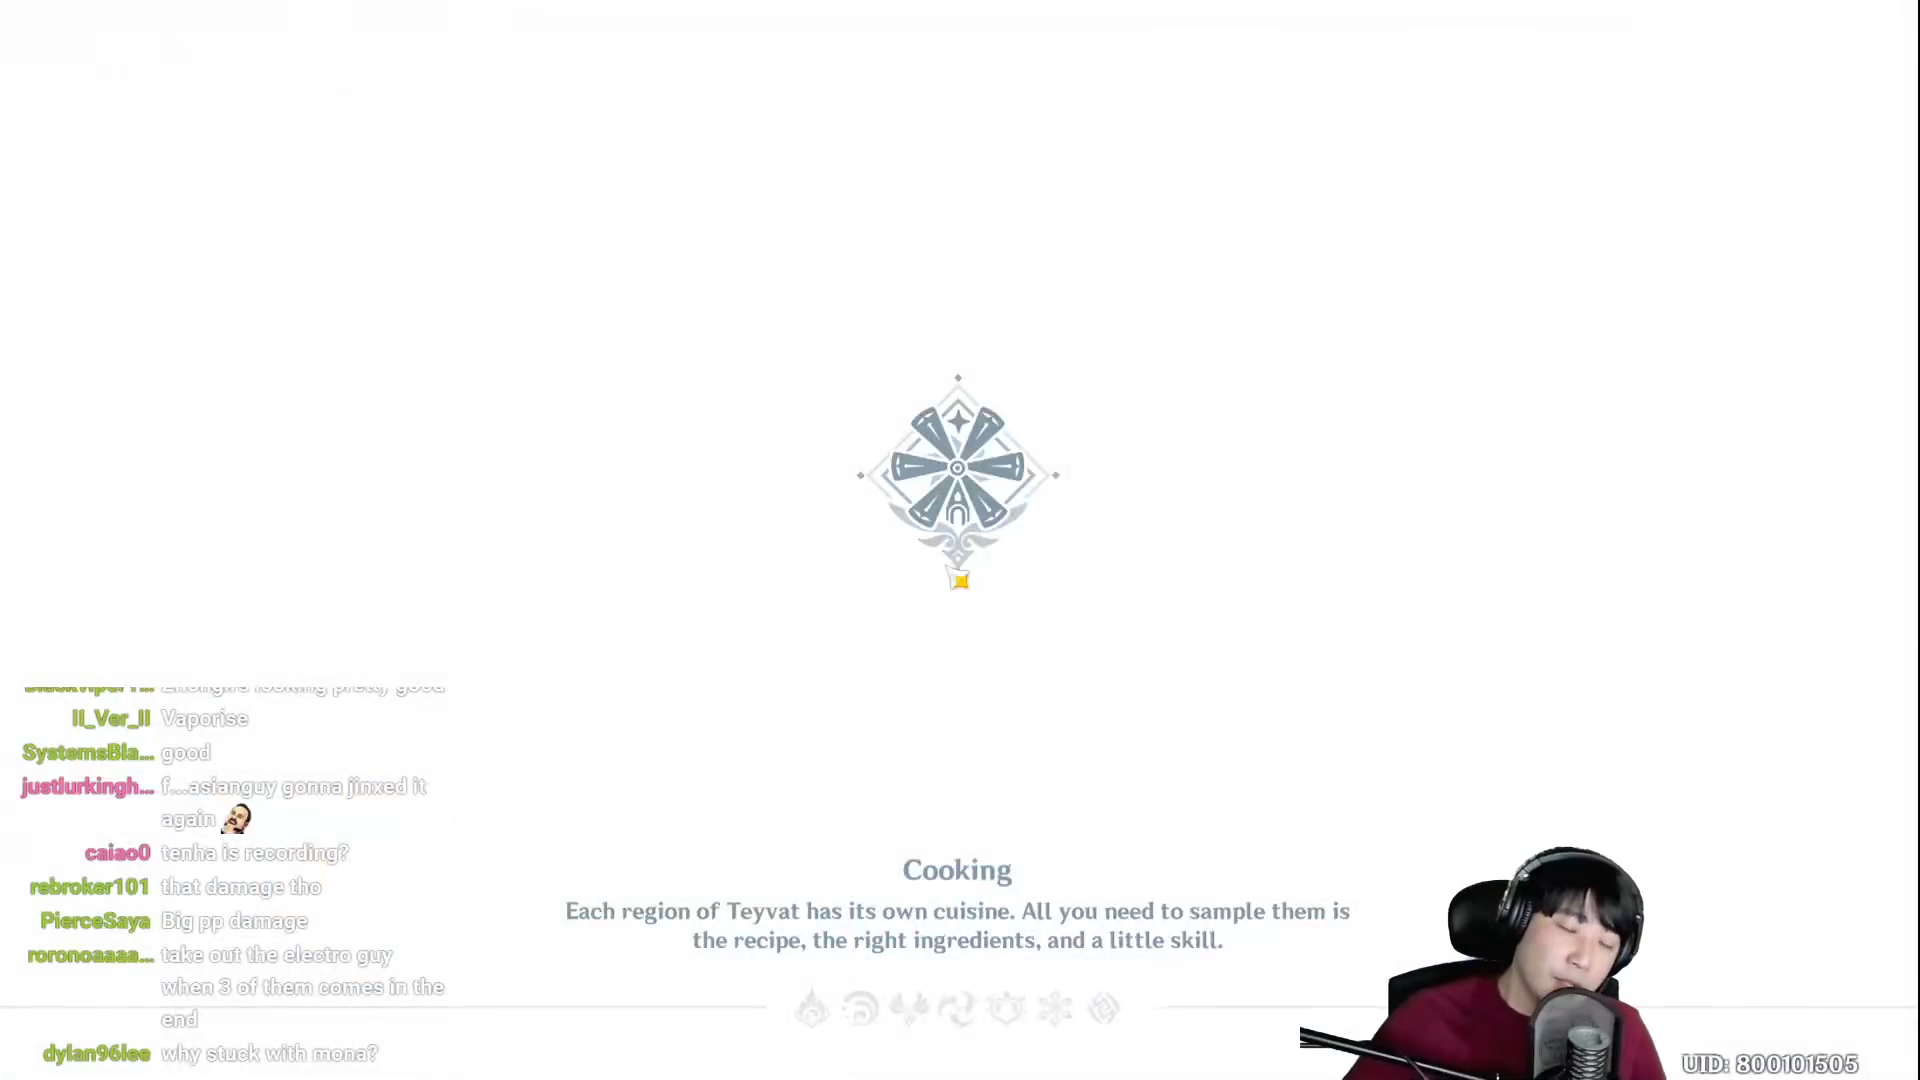 II_Ver_II Vaporise
SystemsBla... good
justlurkingh... f...asianguy gonna jinxed it
again
caiao0 tenha is recording?
rebroker101 that damage tho
PierceSaya Big pp damage
roronoaaaa... take out the electro guy
when 3 of them comes in the
end
dylan96lee why stuck with mona?
Cooking
Each region of Teyvat has its own cuisine. All you need to sample them is
the recipe, the right ingredients, and a little skill.
UID: 800101505